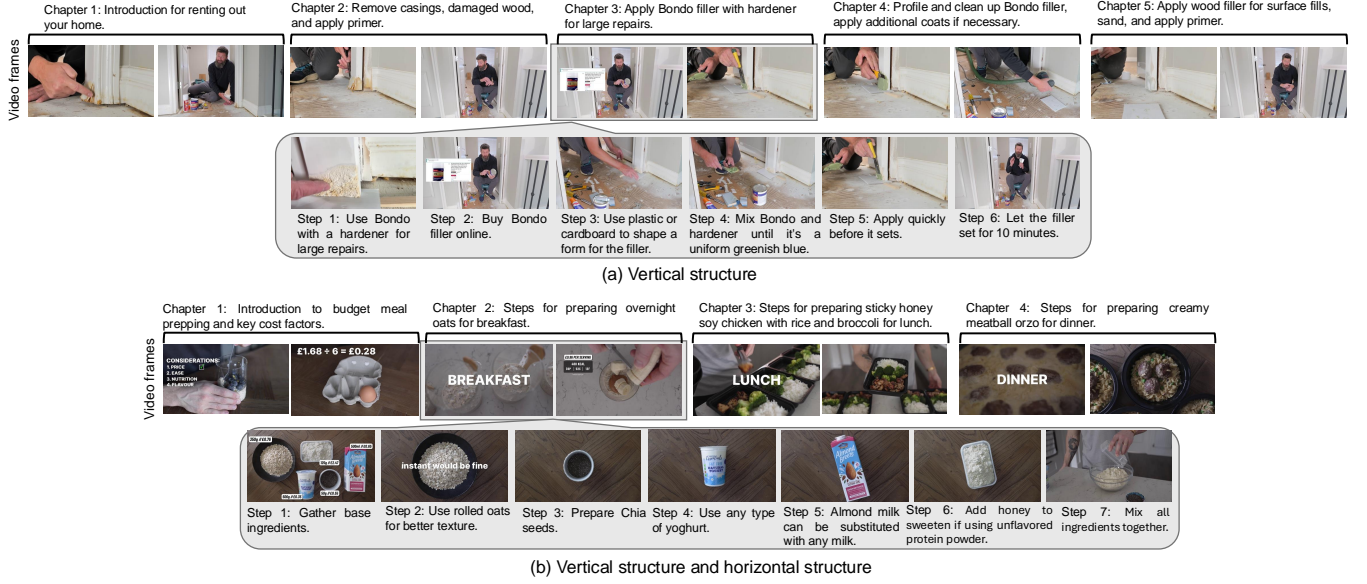 Chapter 1: Introduction for renting out
your home.
Chapter 2: Remove casings, damaged wood,
and apply primer.
Chapter 3: Apply Bondo filler with hardener
for large repairs.
Chapter 4: Profile and clean up Bondo filler,
apply additional coats if necessary.
Chapter 5: Apply wood filler for surface fills,
sand, and apply primer.
Video frames
Step 1: Use Bondo
with a hardener for
large repairs.
Step 2: Buy Bondo
filler online.
Step 3: Use plastic or
cardboard to shape a
form for the filler.
Step 4: Mix Bondo and
hardener until it's a
uniform greenish blue.
Step 5: Apply quickly
before it sets.
Step 6: Let the filler
set for 10 minutes.
(a) Vertical structure
Chapter 1: Introduction to budget meal
prepping and key cost factors.
Chapter 2: Steps for preparing overnight
oats for breakfast.
Chapter 3: Steps for preparing sticky honey
soy chicken with rice and broccoli for lunch.
Chapter 4: Steps for preparing creamy
meatball orzo for dinner.
Video frames
CONSIDERATIONS:
1. PRICE
2. EASE
3. NUTRITION
4. FLAVOUR
£1.68 ÷ 6 = £0.28
BREAKFAST
LUNCH
DINNER
instant would be fine
Step 1: Gather base
ingredients.
Step 2: Use rolled oats
for better texture.
Step 3: Prepare Chia
seeds.
Step 4: Use any type
of yoghurt.
Step 5: Almond milk
can be substituted
with any milk.
Step 6: Add honey to
sweeten if using unflavored
protein powder.
Step 7: Mix all
ingredients together.
(b) Vertical structure and horizontal structure